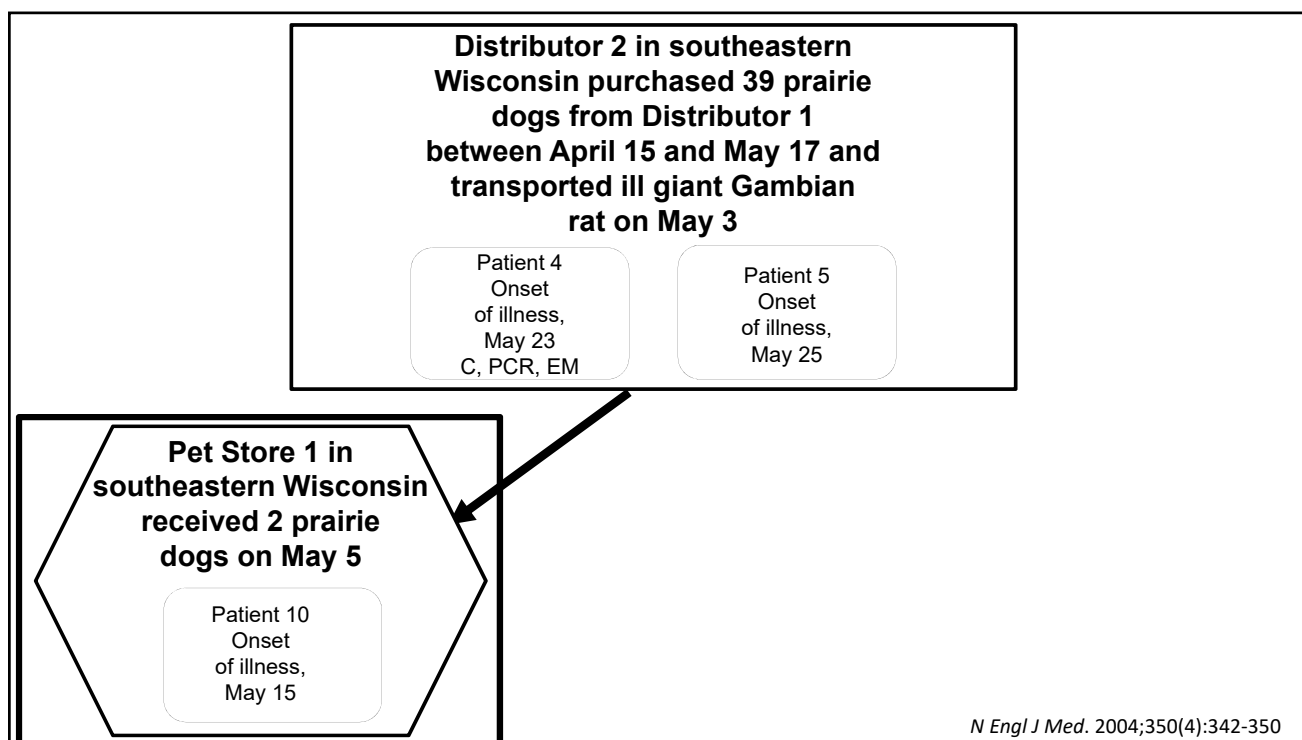 Distributor 2 in southeastern
Wisconsin purchased 39 prairie
dogs from Distributor 1
between April 15 and May 17 and
transported ill giant Gambian
rat on May 3
Patient 4
Onset
of illness,
May 23
C, PCR, EM
Patient 5
Onset
of illness,
May 25
Pet Store 1 in
southeastern Wisconsin
received 2 prairie
dogs on May 5
Patient 10
Onset
of illness,
May 15
N Engl J Med. 2004;350(4):342-350